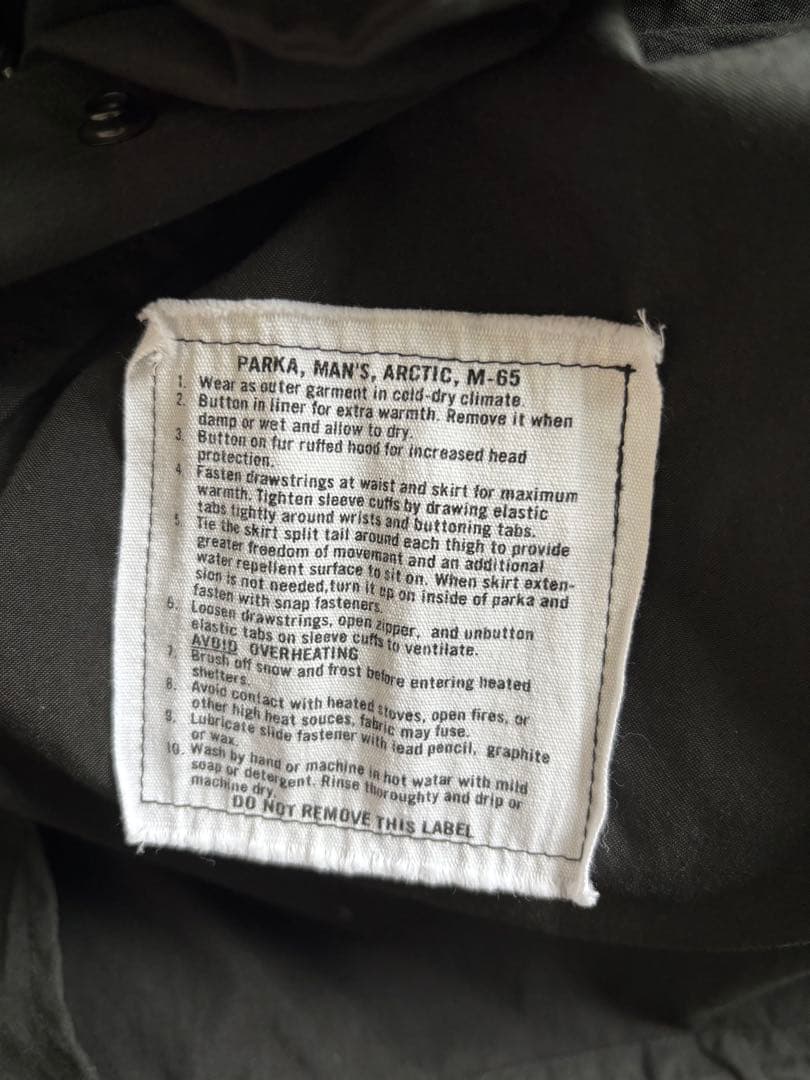 PARKA, MAN'S, ARCTIC, M-65
1. Wear as outer garment in cold-dry climate.
2. Button in liner for extra warmth. Remove it when
damp or wet and allow to dry.
3. Button on fur ruffed hood for increased head
protection.
4. Fasten drawstrings at waist and skirt for maximum
warmth. Tighten sleeve cuffs by drawing elastic
tabs tightly around wrists and buttoning tabs.
5. Tie the skirt split tail around each thigh to provide
greater freedom of movemant and an additional
water repellent surface to sit on. When skirt exten-
sion is not needed, turn it up on inside of parka and
fasten with snap fasteners.
6. Loosen drawstrings, open zipper, and unbutton
elastic tabs on sleeve cuffs to ventilate.
AVOID OVERHEATING
7. Brush off snow and frost before entering heated
shelters.
8. Avoid contact with heated stoves, open fires, or
other high heat souces, fabric may fuse.
9. Lubricate slide fastener with lead pencil, graphite
or wax.
10. Wash by hand or machine in hot watar with mild
soap or detergent. Rinse thoroughty and drip or
machine dry.
DO NOT REMOVE THIS LABEL